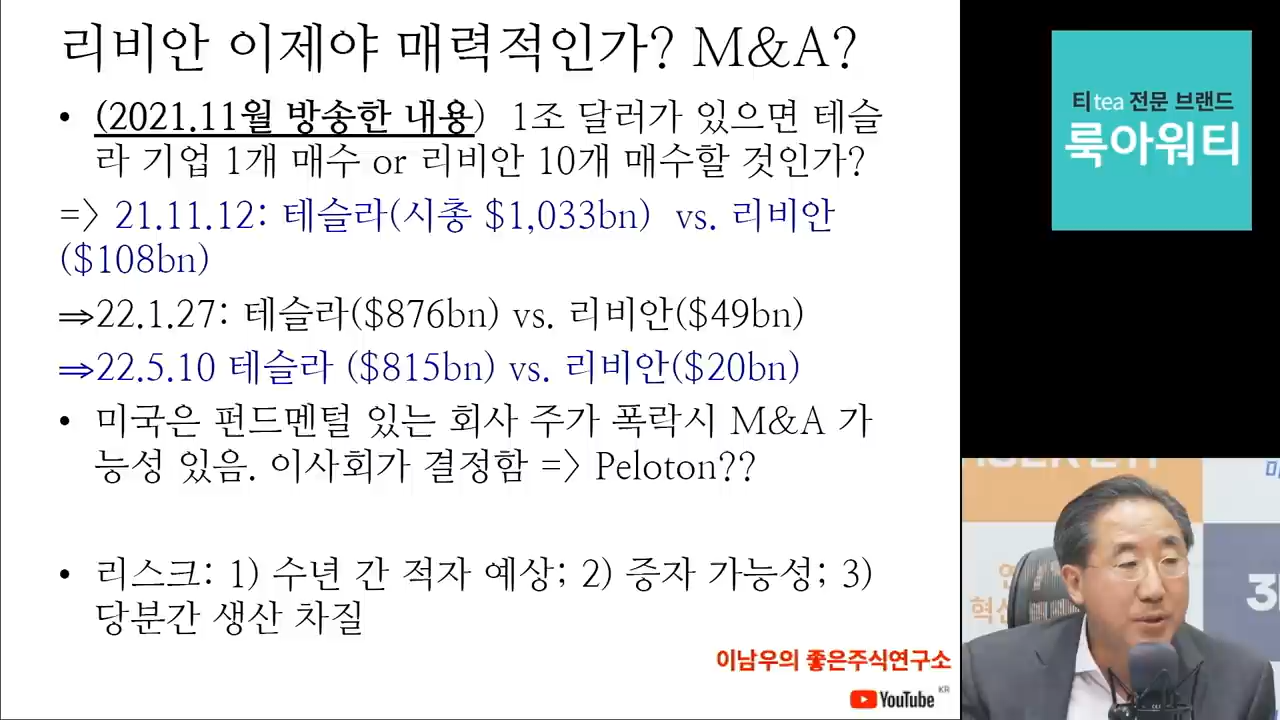 리비안 이제야 매력적인가? M&A?
• (2021.11월 방송한 내용) 1조 달러가 있으면 테슬
라 기업 1개 매수 or 리비안 10개 매수할 것인가?
=> 21.11.12: 테슬라(시총 $1,033bn) vs. 리비안
($108bn)
⇒22.1.27: 테슬라($876bn) vs. 리비안($49bn)
⇒22.5.10 테슬라 ($815bn) vs. 리비안($20bn)
• 미국은 펀드멘털 있는 회사 주가 폭락시 M&A 가
능성 있음. 이사회가 결정함 => Peloton??
• 리스크: 1) 수년 간 적자 예상; 2) 증자 가능성; 3)
당분간 생산 차질
이남우의 좋은주식연구소
YouTube KR
티tea 전문 브랜드
룩아워티